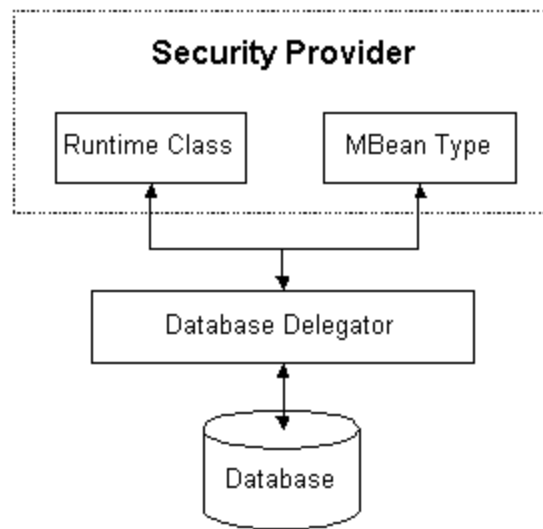 Security Provider
Runtime Class
MBean Type
Database Delegator
Database